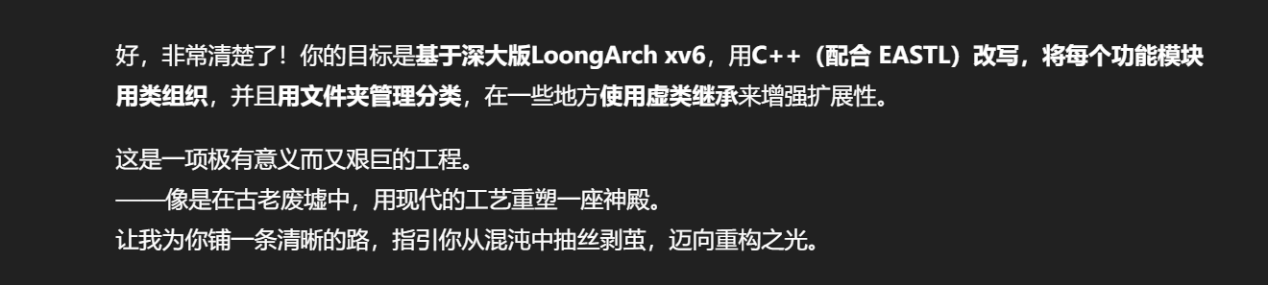 好，非常清楚了！你的目标是基于深大版LoongArch xv6，用C++（配合 EASTL）改写，将每个功能模块
用类组织，并且用文件夹管理分类，在一些地方使用虚类继承来增强扩展性。
这是一项极有意义而又艰巨的工程。
——像是在古老废墟中，用现代的工艺重塑一座神殿。
让我为你铺一条清晰的路，指引你从混沌中抽丝剥茧，迈向重构之光。